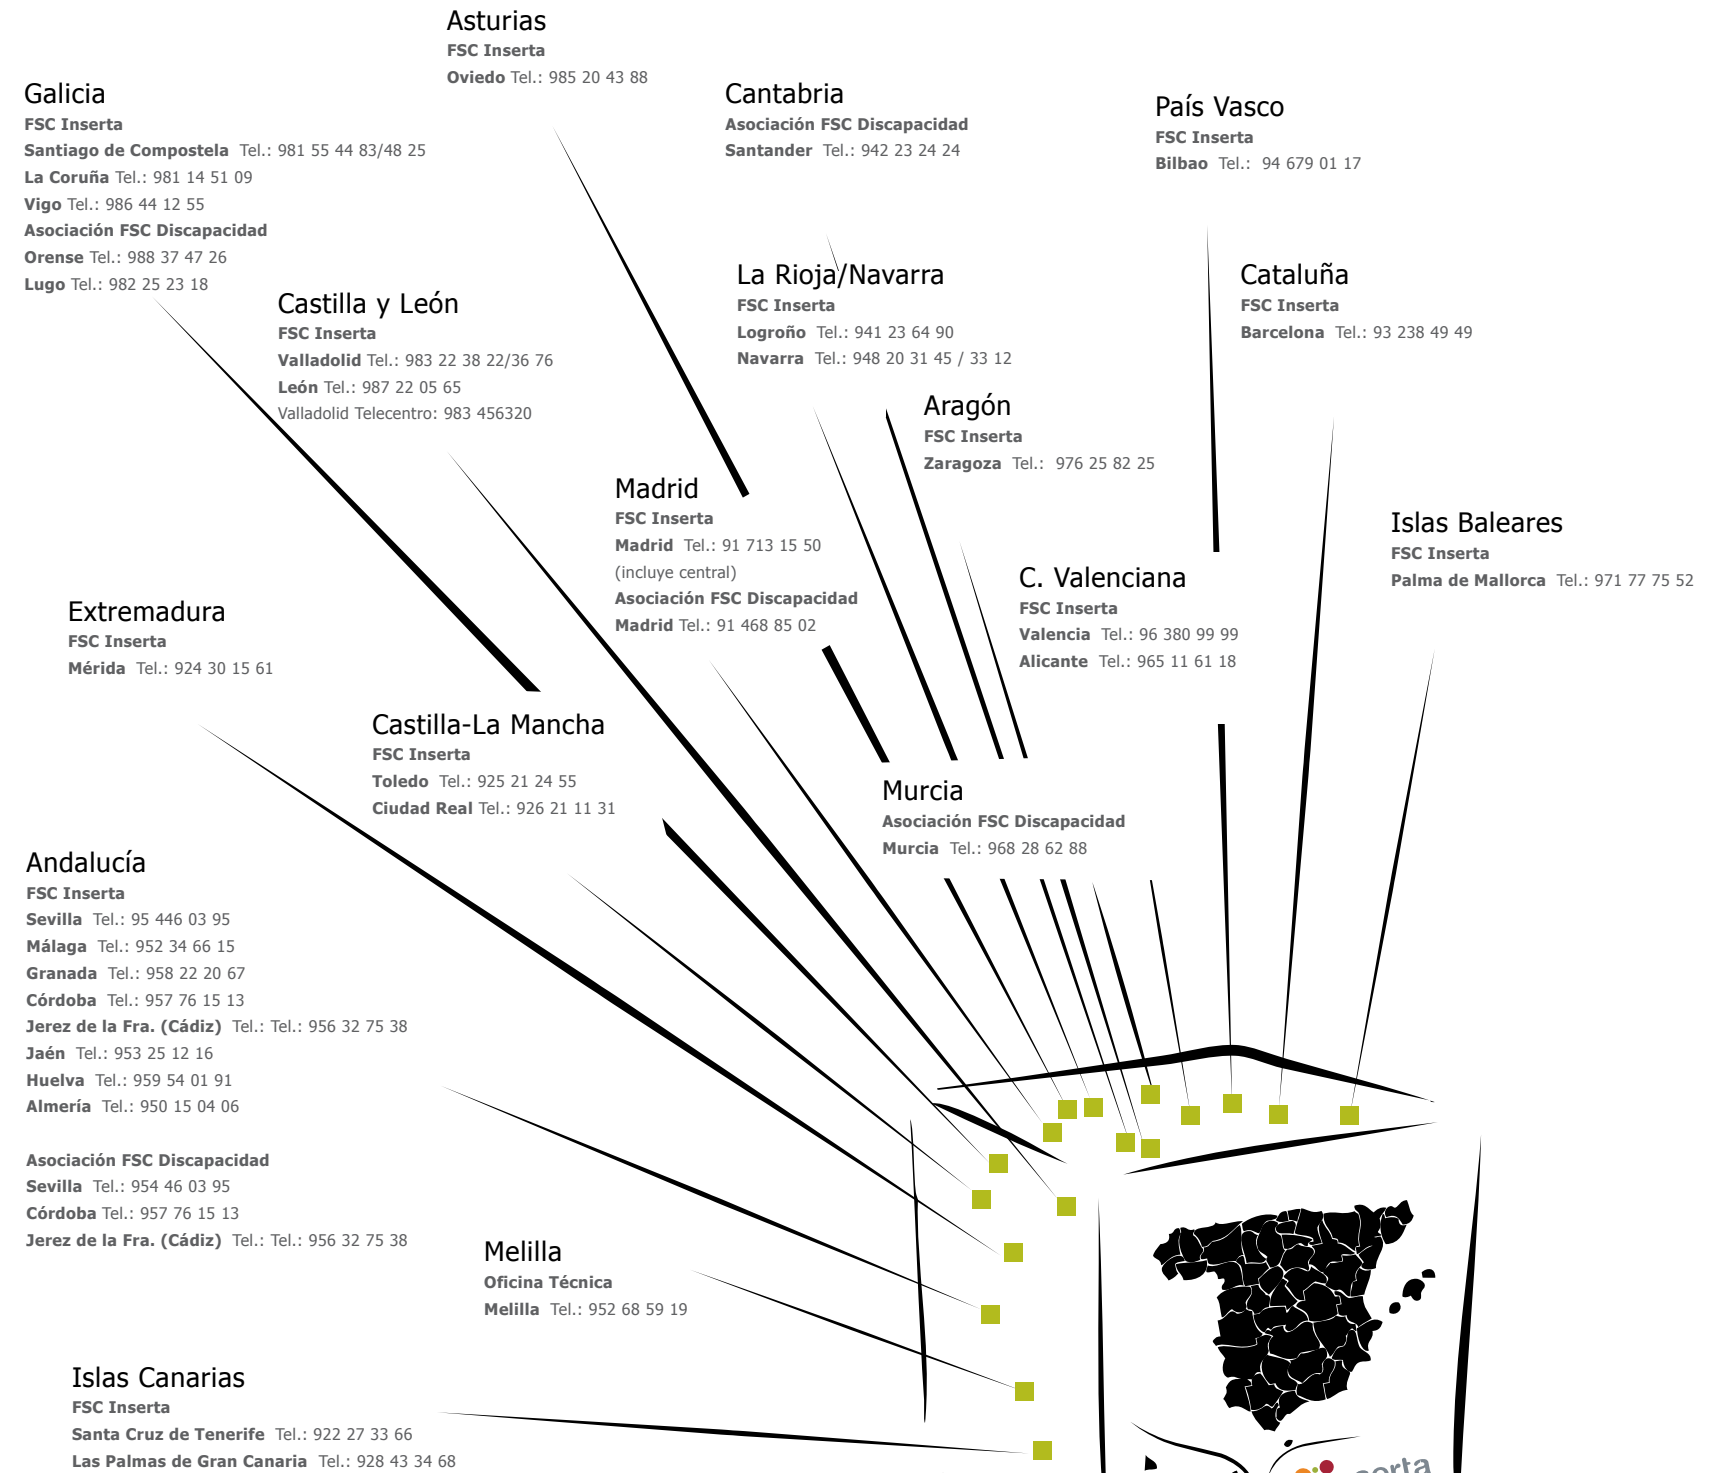 Asturias
FSC Inserta
Oviedo Tel.: 985 20 43 88
Galicia
FSC Inserta
Santiago de Compostela Tel.: 981 55 44 83/48 25
La Coruña Tel.: 981 14 51 09
Vigo Tel.: 986 44 12 55
Asociación FSC Discapacidad
Orense Tel.: 988 37 47 26
Lugo Tel.: 982 25 23 18
Cantabria
Asociación FSC Discapacidad
Santander Tel.: 942 23 24 24
País Vasco
FSC Inserta
Bilbao Tel.: 94 679 01 17
Castilla y León
FSC Inserta
Valladolid Tel.: 983 22 38 22/36 76
León Tel.: 987 22 05 65
Valladolid Telecentro: 983 456320
La Rioja/Navarra
FSC Inserta
Logroño Tel.: 941 23 64 90
Navarra Tel.: 948 20 31 45 / 33 12
Cataluña
FSC Inserta
Barcelona Tel.: 93 238 49 49
Aragón
FSC Inserta
Zaragoza Tel.: 976 25 82 25
Madrid
FSC Inserta
Madrid Tel.: 91 713 15 50
(incluye central)
Asociación FSC Discapacidad
Madrid Tel.: 91 468 85 02
Islas Baleares
FSC Inserta
Palma de Mallorca Tel.: 971 77 75 52
C. Valenciana
FSC Inserta
Valencia Tel.: 96 380 99 99
Alicante Tel.: 965 11 61 18
Extremadura
FSC Inserta
Mérida Tel.: 924 30 15 61
Castilla-La Mancha
FSC Inserta
Toledo Tel.: 925 21 24 55
Ciudad Real Tel.: 926 21 11 31
Murcia
Asociación FSC Discapacidad
Murcia Tel.: 968 28 62 88
Andalucía
FSC Inserta
Sevilla Tel.: 95 446 03 95
Málaga Tel.: 952 34 66 15
Granada Tel.: 958 22 20 67
Córdoba Tel.: 957 76 15 13
Jerez de la Fra. (Cádiz) Tel.: Tel.: 956 32 75 38
Jaén Tel.: 953 25 12 16
Huelva Tel.: 959 54 01 91
Almería Tel.: 950 15 04 06
Asociación FSC Discapacidad
Sevilla Tel.: 954 46 03 95
Córdoba Tel.: 957 76 15 13
Jerez de la Fra. (Cádiz) Tel.: Tel.: 956 32 75 38
Melilla
Oficina Técnica
Melilla Tel.: 952 68 59 19
Islas Canarias
FSC Inserta
Santa Cruz de Tenerife Tel.: 922 27 33 66
Las Palmas de Gran Canaria Tel.: 928 43 34 68